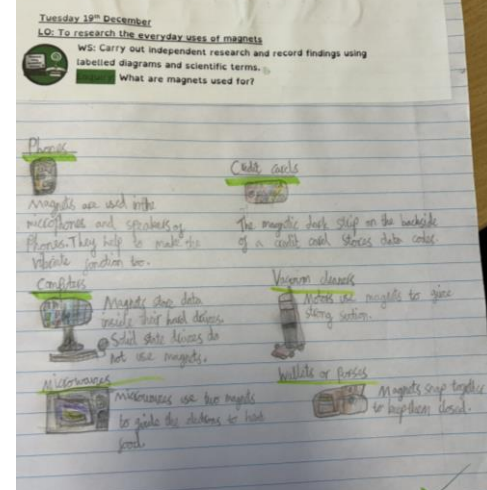 Tuesday 19th December
LO: To research the everyday uses of magnets
WS: Carry out independent research and record findings using
labelled diagrams and scientific terms.
What are magnets used for?
Phones
Magnets are used in the
microphones and speakers of
Phones. They help to make the
vibrate function too.
Credit cards
The magnetic dark strip on the backside
of a credit card stores data codes.
Computers
Magnets store data
inside their hard drives.
Solid state drives do
not use magnets.
Vacuum cleaners
Motors use magnets to give
strong suction.
Microwaves
Microwaves use two magnets
to guide the electrons to heat
food.
Wallets or Purses
Magnets snap together
to keep them closed.